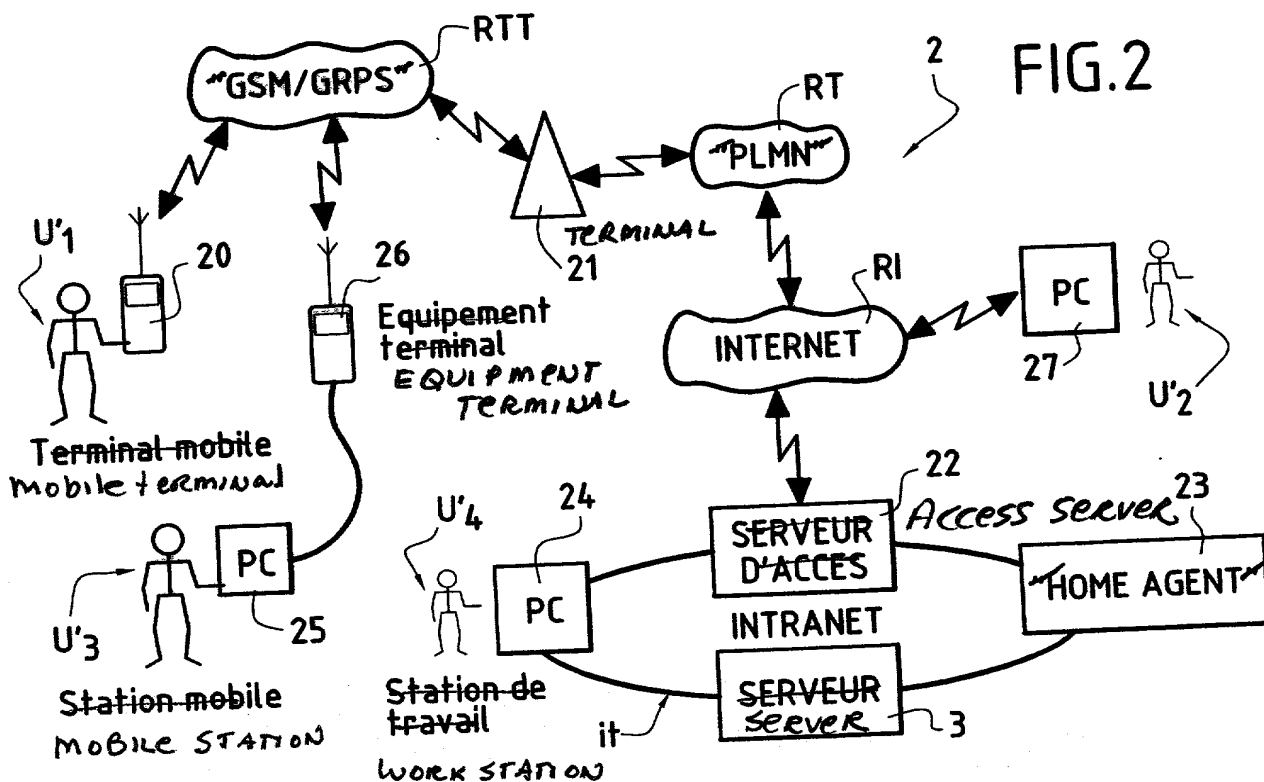 FIG.2
2
RTT
"GSM/GRPS"
RT
"PLMN"
21
TERMINAL
U'1
20
26
Equipement
terminal
EQUIPMENT
TERMINAL
RI
INTERNET
PC
27
U'2
Terminal mobile
mobile terminal
U'3
PC
25
Station mobile
MOBILE STATION
U'4
24
PC
Station de
travail
WORK STATION
22
SERVEUR
D'ACCES
Access Server
23
"HOME AGENT"
INTRANET
SERVEUR
Server
3
it